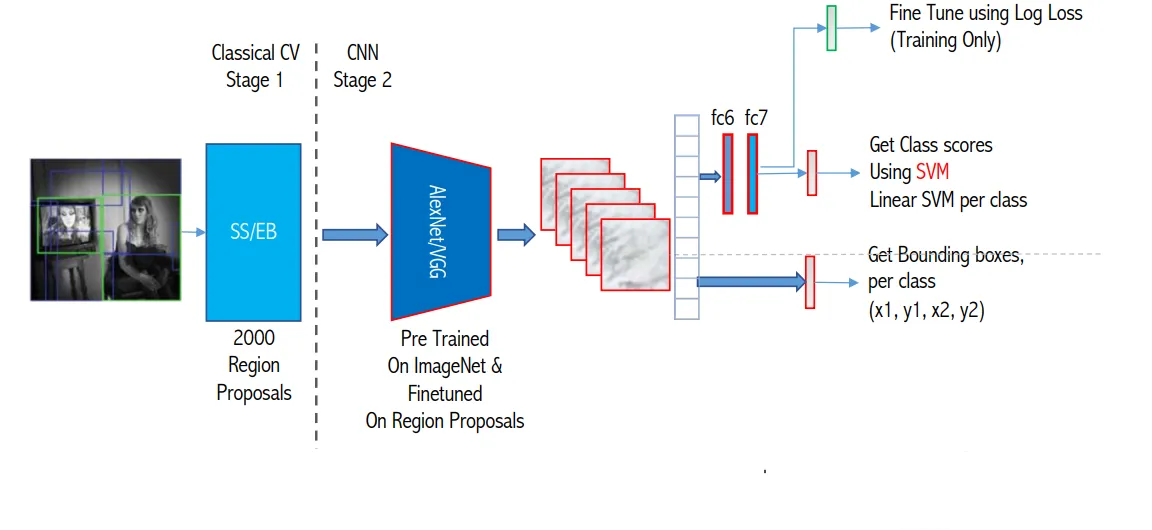 Classical CV
Stage 1
CNN
Stage 2
SS/EB
2000
Region
Proposals
AlexNet/VGG
Pre Trained
On ImageNet &
Finetuned
On Region Proposals
fc6
fc7
Fine Tune using Log Loss
(Training Only)
Get Class scores
Using SVM
Linear SVM per class
Get Bounding boxes,
per class
(x1, y1, x2, y2)